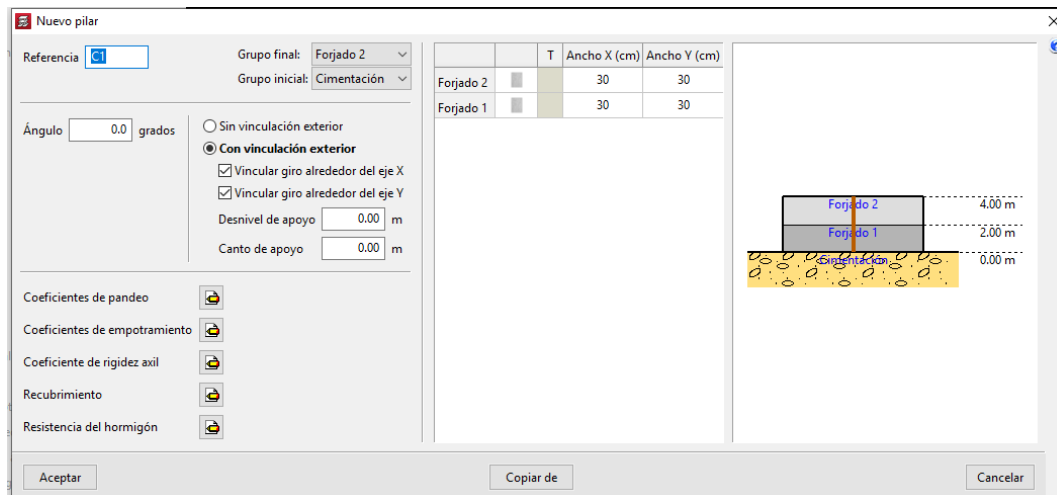 Nuevo pilar
Referencia C1
Grupo final: Forjado 2
Grupo inicial: Cimentación
Ángulo 0.0 grados
Sin vinculación exterior
Con vinculación exterior
Vincular giro alrededor del eje X
Vincular giro alrededor del eje Y
Desnivel de apoyo 0.00 m
Canto de apoyo 0.00 m
Coeficientes de pandeo
Coeficientes de empotramiento
Coeficiente de rigidez axil
Recubrimiento
Resistencia del hormigón
T Ancho X (cm) Ancho Y (cm)
Forjado 2 30 30
Forjado 1 30 30
Forjado 2 4.00 m
Forjado 1 2.00 m
Cimentación 0.00 m
Aceptar
Copiar de
Cancelar